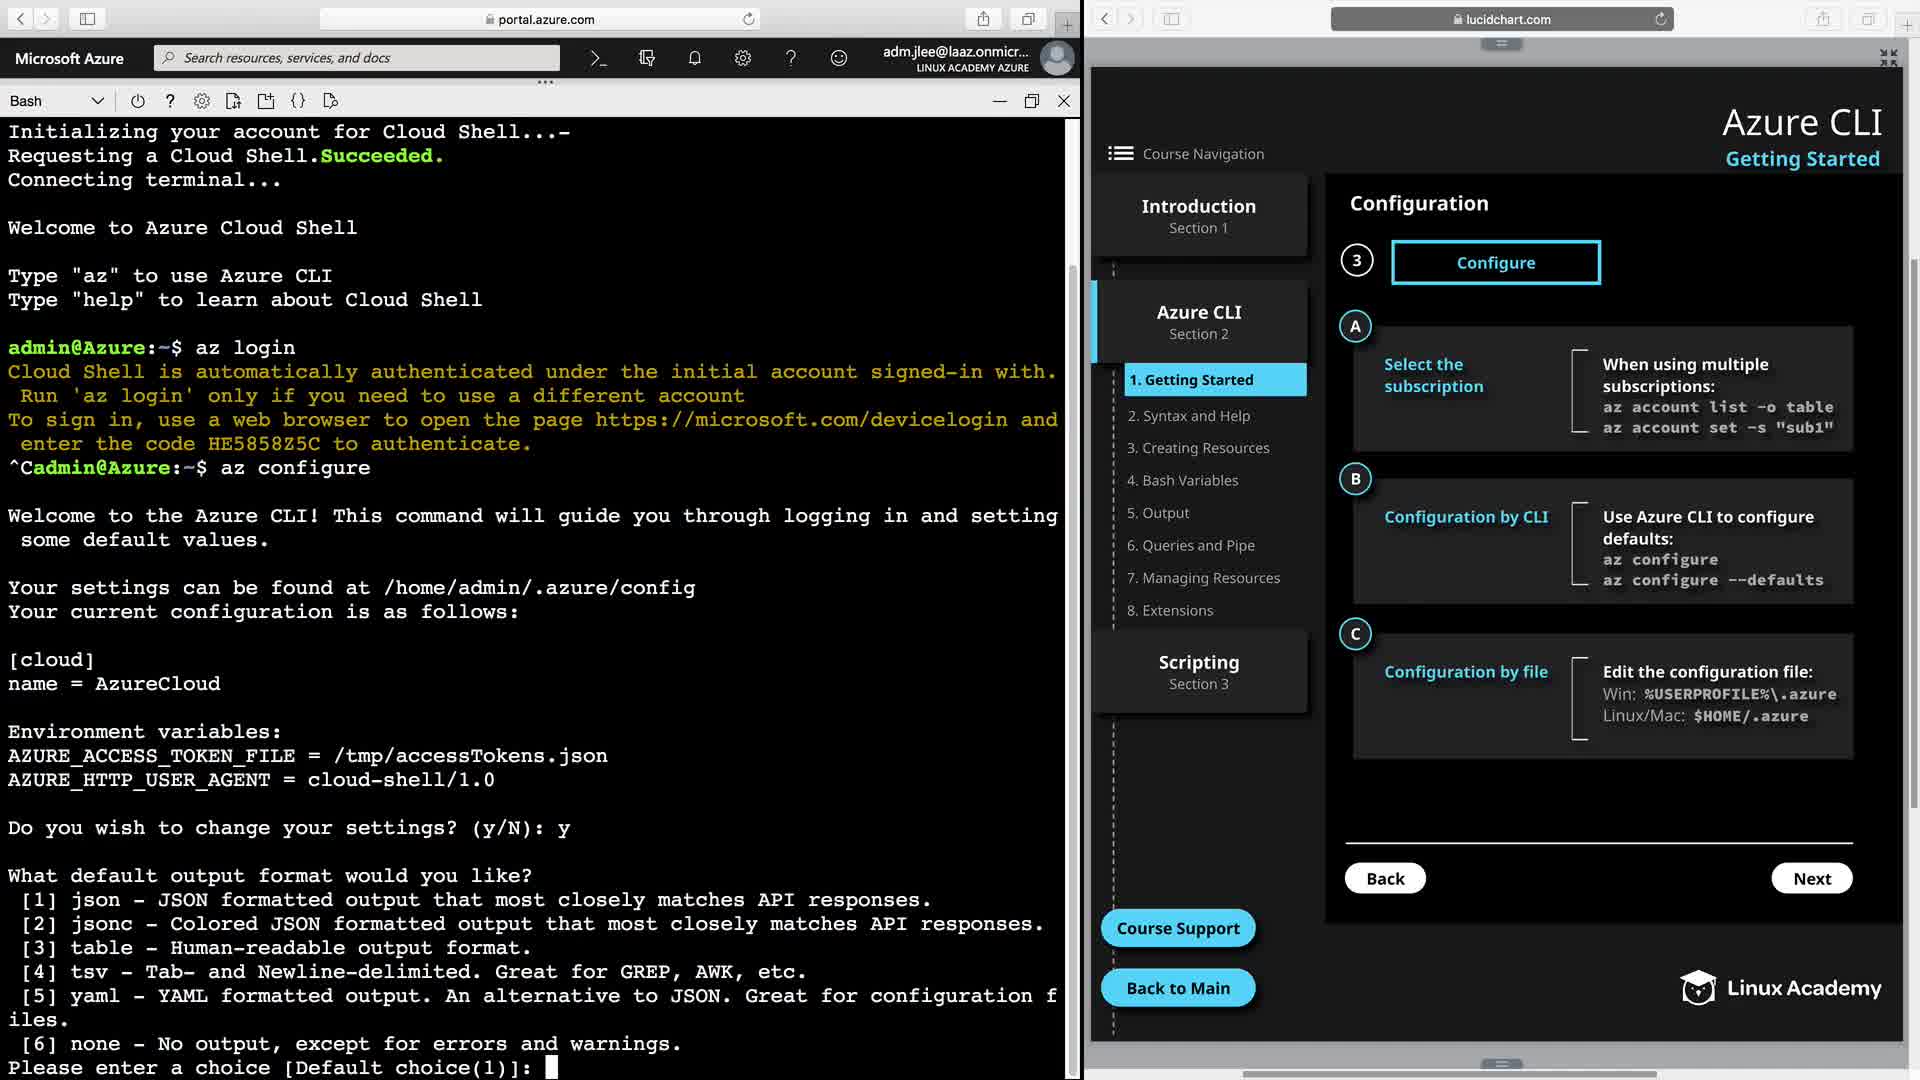 portal.azure.com
Microsoft Azure
Search resources, services, and docs
adm.jlee@laaz.onmicr...
LINUX ACADEMY AZURE
Bash
Initializing your account for Cloud Shell...-
Requesting a Cloud Shell.Succeeded.
Connecting terminal...
Welcome to Azure Cloud Shell
Type "az" to use Azure CLI
Type "help" to learn about Cloud Shell
admin@Azure:~$ az login
Cloud Shell is automatically authenticated under the initial account signed-in with.
Run 'az login' only if you need to use a different account
To sign in, use a web browser to open the page https://microsoft.com/devicelogin and
enter the code HE5858Z5C to authenticate.
^Cadmin@Azure:~$ az configure
Welcome to the Azure CLI! This command will guide you through logging in and setting
some default values.
Your settings can be found at /home/admin/.azure/config
Your current configuration is as follows:
[cloud]
name = AzureCloud
Environment variables:
AZURE_ACCESS_TOKEN_FILE = /tmp/accessTokens.json
AZURE_HTTP_USER_AGENT = cloud-shell/1.0
Do you wish to change your settings? (y/N): y
What default output format would you like?
[1] json - JSON formatted output that most closely matches API responses.
[2] jsonc - Colored JSON formatted output that most closely matches API responses.
[3] table - Human-readable output format.
[4] tsv - Tab- and Newline-delimited. Great for GREP, AWK, etc.
[5] yaml - YAML formatted output. An alternative to JSON. Great for configuration f
iles.
[6] none - No output, except for errors and warnings.
Please enter a choice [Default choice(1)]:
lucidchart.com
Azure CLI
Getting Started
Course Navigation
Introduction
Section 1
Azure CLI
Section 2
1. Getting Started
2. Syntax and Help
3. Creating Resources
4. Bash Variables
5. Output
6. Queries and Pipe
7. Managing Resources
8. Extensions
Scripting
Section 3
Course Support
Back to Main
Configuration
3
Configure
A
Select the
subscription
When using multiple
subscriptions:
az account list -o table
az account set -s "sub1"
B
Configuration by CLI
Use Azure CLI to configure
defaults:
az configure
az configure --defaults
C
Configuration by file
Edit the configuration file:
Win: %USERPROFILE%\.azure
Linux/Mac: $HOME/.azure
Back
Next
Linux Academy